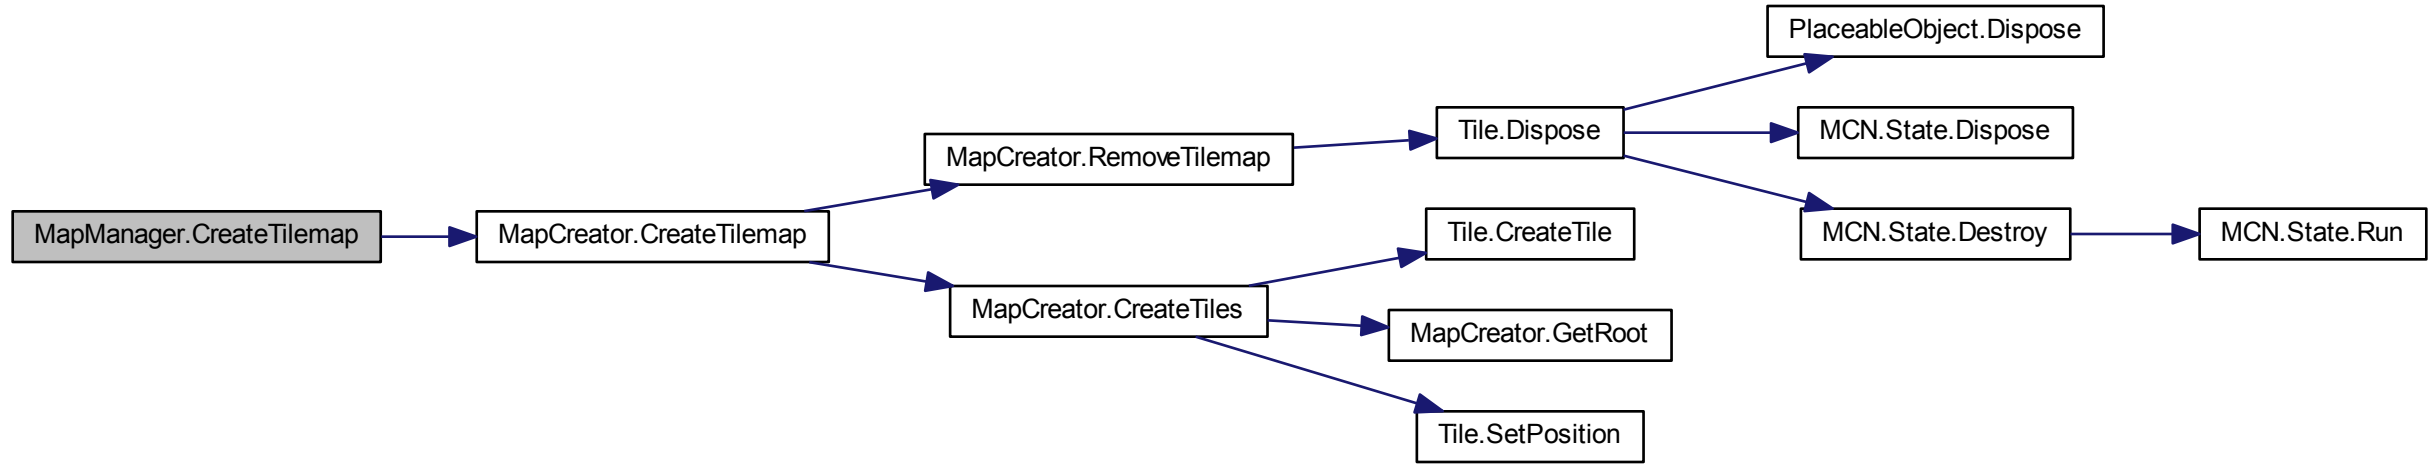 PlaceableObject.Dispose
Tile.Dispose
MCN.State.Dispose
MapCreator.RemoveTilemap
MapManager.CreateTilemap
MapCreator.CreateTilemap
Tile.CreateTile
MCN.State.Destroy
MCN.State.Run
MapCreator.CreateTiles
MapCreator.GetRoot
Tile.SetPosition